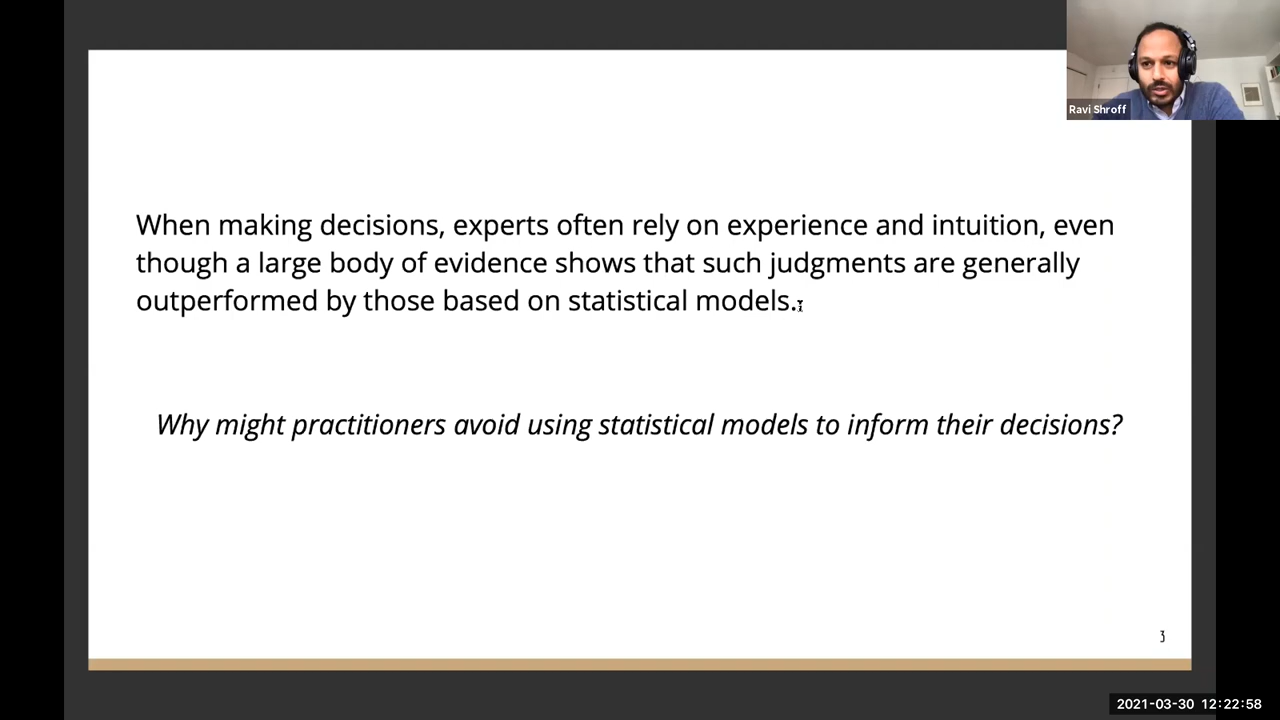 Ravi Shroff
When making decisions, experts often rely on experience and intuition, even
though a large body of evidence shows that such judgments are generally
outperformed by those based on statistical models.
Why might practitioners avoid using statistical models to inform their decisions?
3
2021-03-30 12:22:58